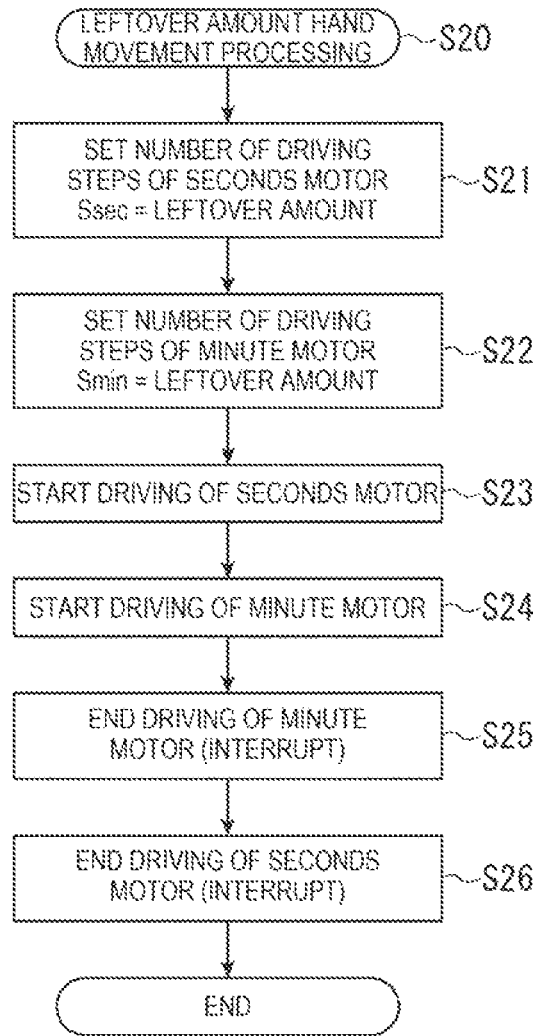 LEFTOVER AMOUNT HAND
MOVEMENT PROCESSING
S20
SET NUMBER OF DRIVING
STEPS OF SECONDS MOTOR
Ssec = LEFTOVER AMOUNT
S21
SET NUMBER OF DRIVING
STEPS OF MINUTE MOTOR
Smin = LEFTOVER AMOUNT
S22
START DRIVING OF SECONDS MOTOR
S23
START DRIVING OF MINUTE MOTOR
S24
END DRIVING OF MINUTE
MOTOR (INTERRUPT)
S25
END DRIVING OF SECONDS
MOTOR (INTERRUPT)
S26
END